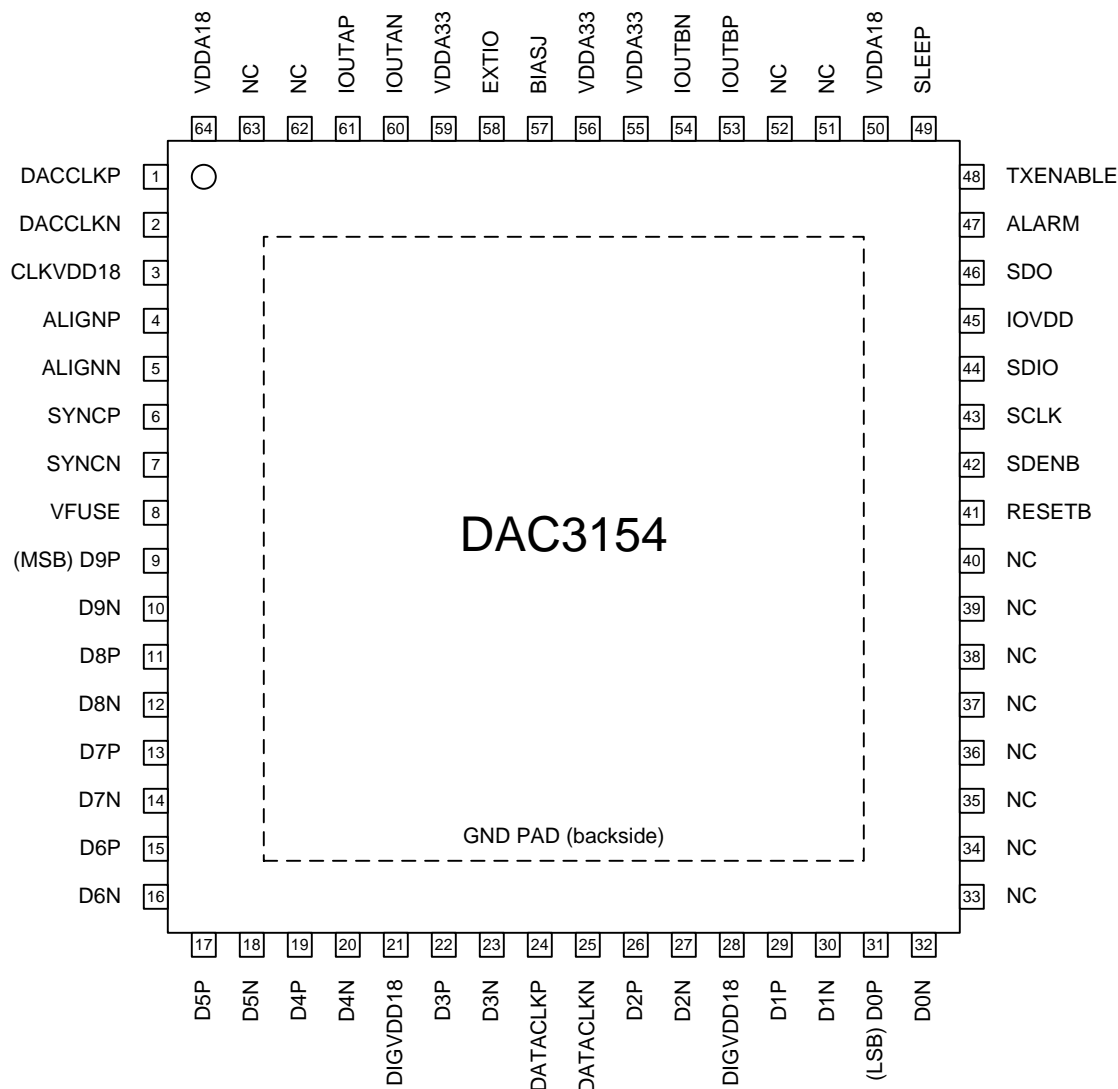 VDDA18
NC
NC
IOUTAP
IOUTAN
VDDA33
EXTIO
BIASJ
VDDA33
VDDA33
IOUTBN
IOUTBP
NC
NC
VDDA18
SLEEP
64 63 62 61 60 59 58 57 56 55 54 53 52 51 50 49
DACCLKP 1 48 TXENABLE
DACCLKN 2 47 ALARM
CLKVDD18 3 46 SDO
ALIGNP 4 45 IOVDD
ALIGNN 5 44 SDIO
SYNCP 6 43 SCLK
SYNCN 7 42 SDENB
VFUSE 8 41 RESETB
DAC3154
(MSB) D9P 9 40 NC
D9N 10 39 NC
D8P 11 38 NC
D8N 12 37 NC
D7P 13 36 NC
D7N 14 35 NC
D6P 15 34 NC
GND PAD (backside)
D6N 16 33 NC
17 18 19 20 21 22 23 24 25 26 27 28 29 30 31 32
D5P
D5N
D4P
D4N
DIGVDD18
D3P
D3N
DATACLKP
DATACLKN
D2P
D2N
DIGVDD18
D1P
D1N
(LSB) D0P
D0N